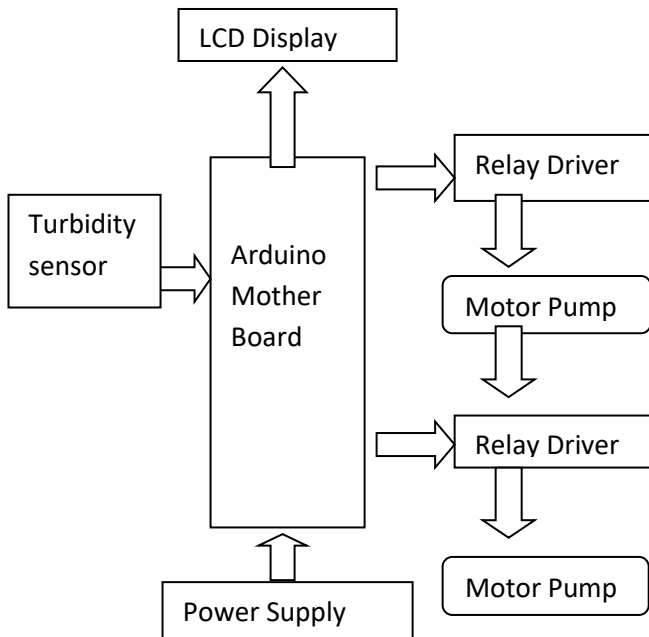 LCD Display
Relay Driver
Turbidity
sensor
Arduino
Mother
Board
Motor Pump
Relay Driver
Motor Pump
Power Supply